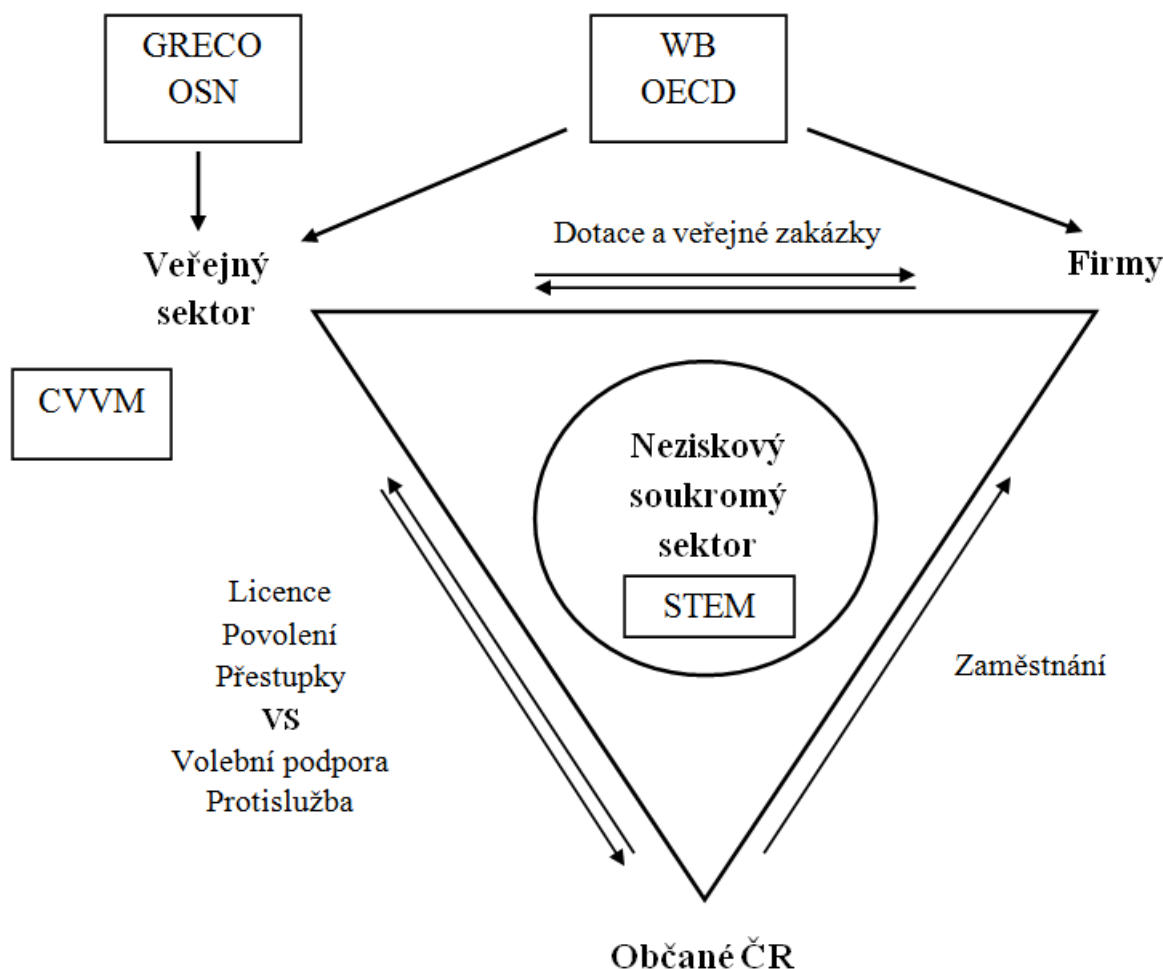 GRECO
OSN
WB
OECD
Dotace a veřejné zakázky
Veřejný
sektor
Firmy
CVVM
Neziskový
soukromý
sektor
STEM
Licence
Povolení
Přestupky
VS
Volební podpora
Protislužba
Zaměstnání
Občané ČR